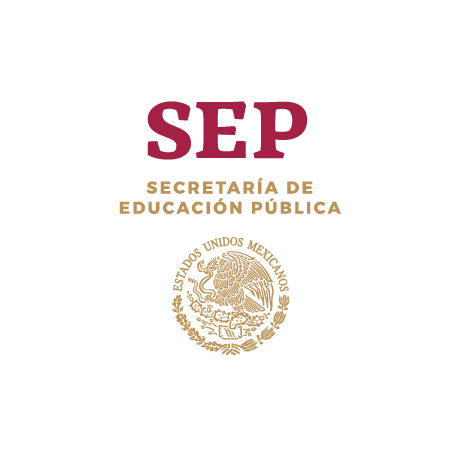 SEP
SECRETARÍA DE
EDUCACIÓN PÚBLICA
ESTADOS UNIDOS MEXICANOS